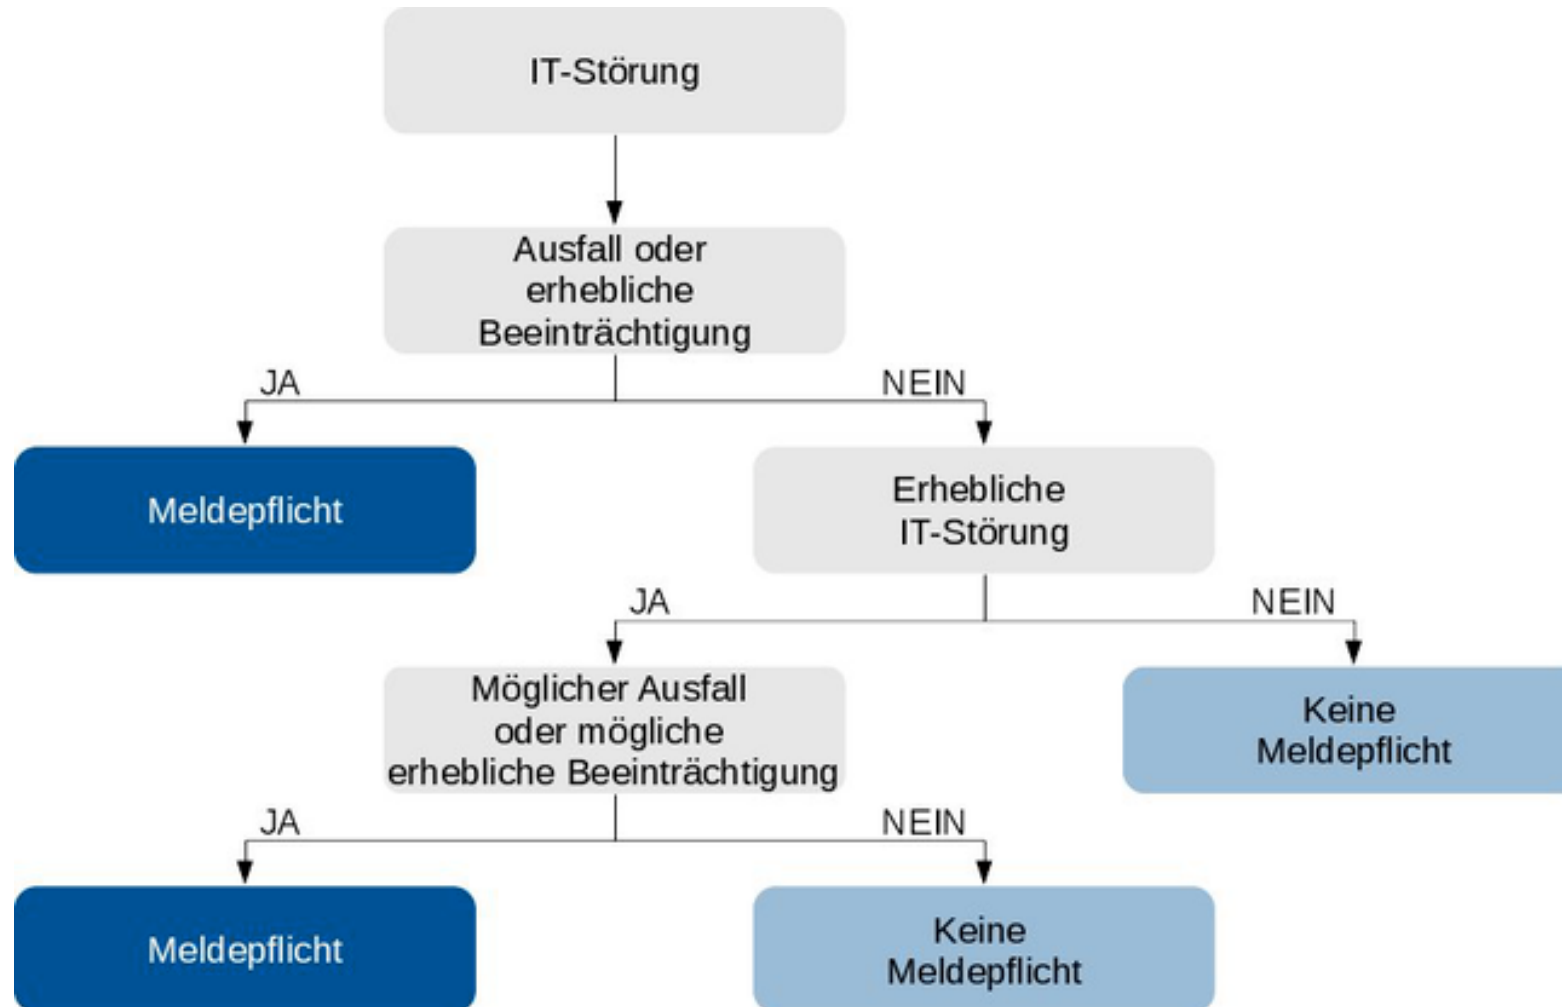 IT-Störung
Ausfall oder
erhebliche
Beeinträchtigung
JA
NEIN
Meldepflicht
Erhebliche
IT-Störung
JA
NEIN
Möglicher Ausfall
oder mögliche
erhebliche Beeinträchtigung
Keine
Meldepflicht
JA
NEIN
Meldepflicht
Keine
Meldepflicht